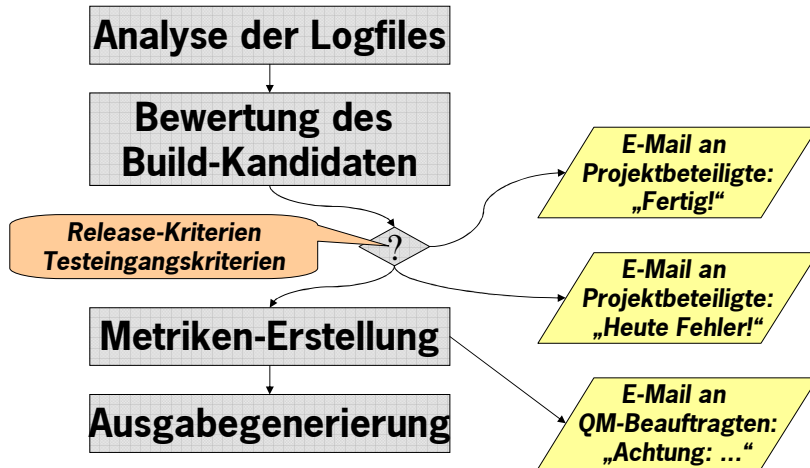 Analyse der Logfiles
Bewertung des
Build-Kandidaten
E-Mail an
Projektbeteiligte:
„Fertig!“
Release-Kriterien
Testeingangskriterien
?
E-Mail an
Projektbeteiligte:
„Heute Fehler!“
Metriken-Erstellung
Ausgabegenerierung
E-Mail an
QM-Beauftragten:
„Achtung: ...“